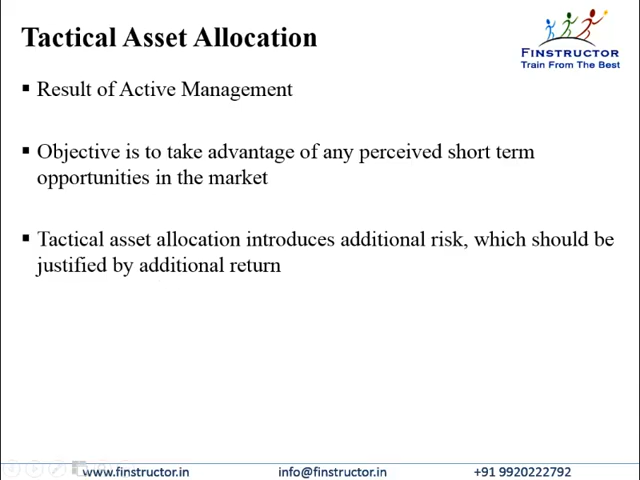 Tactical Asset Allocation
FINSTRUCTOR
Train From The Best
▪ Result of Active Management
▪ Objective is to take advantage of any perceived short term
opportunities in the market
▪ Tactical asset allocation introduces additional risk, which should be
justified by additional return
www.finstructor.in info@finstructor.in +91 9920222792